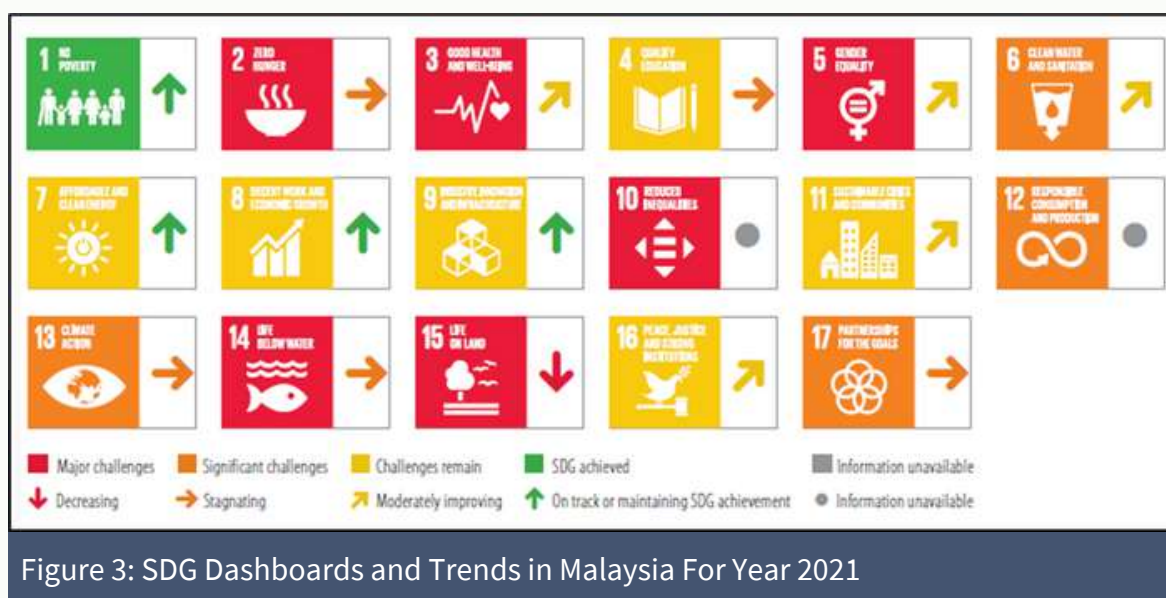 1 NO
POVERTY
2 ZERO
HUNGER
3 GOOD HEALTH
AND WELL-BEING
4 QUALITY
EDUCATION
5 GENDER
EQUALITY
6 CLEAN WATER
AND SANITATION
7 AFFORDABLE AND
CLEAN ENERGY
8 DECENT WORK AND
ECONOMIC GROWTH
9 INDUSTRY, INNOVATION
AND INFRASTRUCTURE
10 REDUCED
INEQUALITIES
11 SUSTAINABLE CITIES
AND COMMUNITIES
12 RESPONSIBLE
CONSUMPTION
AND PRODUCTION
13 CLIMATE
ACTION
14 LIFE
BELOW WATER
15 LIFE
ON LAND
16 PEACE, JUSTICE
AND STRONG
INSTITUTIONS
17 PARTNERSHIPS
FOR THE GOALS
Major challenges
Significant challenges
Challenges remain
SDG achieved
Information unavailable
Decreasing
Stagnating
Moderately improving
On track or maintaining SDG achievement
Information unavailable
Figure 3: SDG Dashboards and Trends in Malaysia For Year 2021